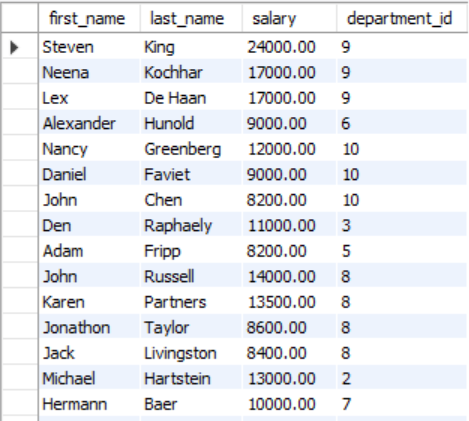 first_name last_name salary department_id
Steven King 24000.00 9
Neena Kochhar 17000.00 9
Lex De Haan 17000.00 9
Alexander Hunold 9000.00 6
Nancy Greenberg 12000.00 10
Daniel Faviet 9000.00 10
John Chen 8200.00 10
Den Raphaely 11000.00 3
Adam Fripp 8200.00 5
John Russell 14000.00 8
Karen Partners 13500.00 8
Jonathon Taylor 8600.00 8
Jack Livingston 8400.00 8
Michael Hartstein 13000.00 2
Hermann Baer 10000.00 7